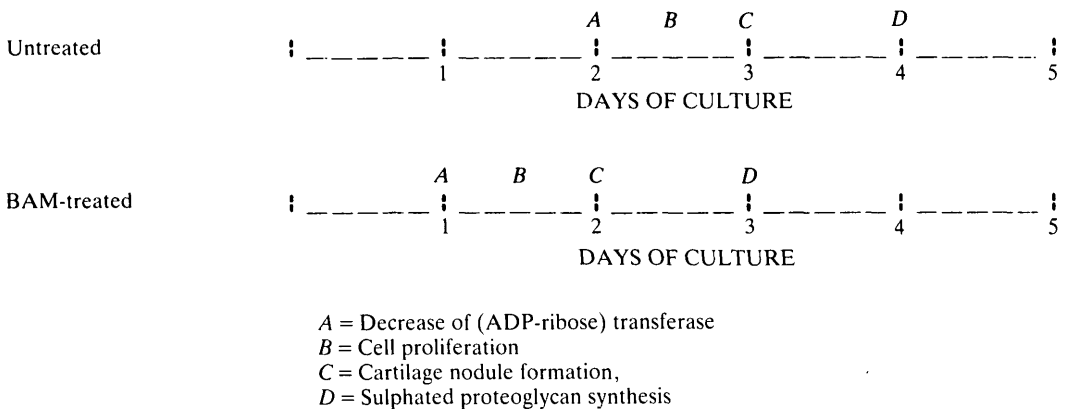 A B C D
Untreated
1 2 3 4 5
DAYS OF CULTURE
A B C D
BAM-treated
1 2 3 4 5
DAYS OF CULTURE
A = Decrease of (ADP-ribose) transferase
B = Cell proliferation
C = Cartilage nodule formation,
D = Sulphated proteoglycan synthesis